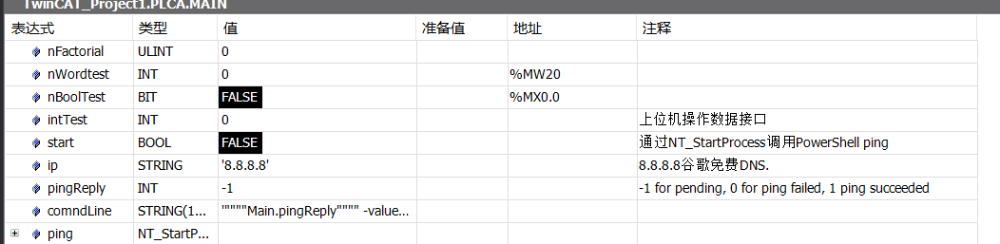 TwinCAT_Project1.PLCA.MAIN
表达式 类型 值 准备值 地址 注释
nFactorial ULINT 0
nWordtest INT 0 %MW20
nBoolTest BIT FALSE %MX0.0
intTest INT 0 上位机操作数据接口
start BOOL FALSE 通过NT_StartProcess调用PowerShell ping
ip STRING '8.8.8.8' 8.8.8.8谷歌免费DNS.
pingReply INT -1 -1 for pending, 0 for ping failed, 1 ping succeeded
comndLine STRING(1... '"""""Main.pingReply"""" -value...
ping NT_StartP...